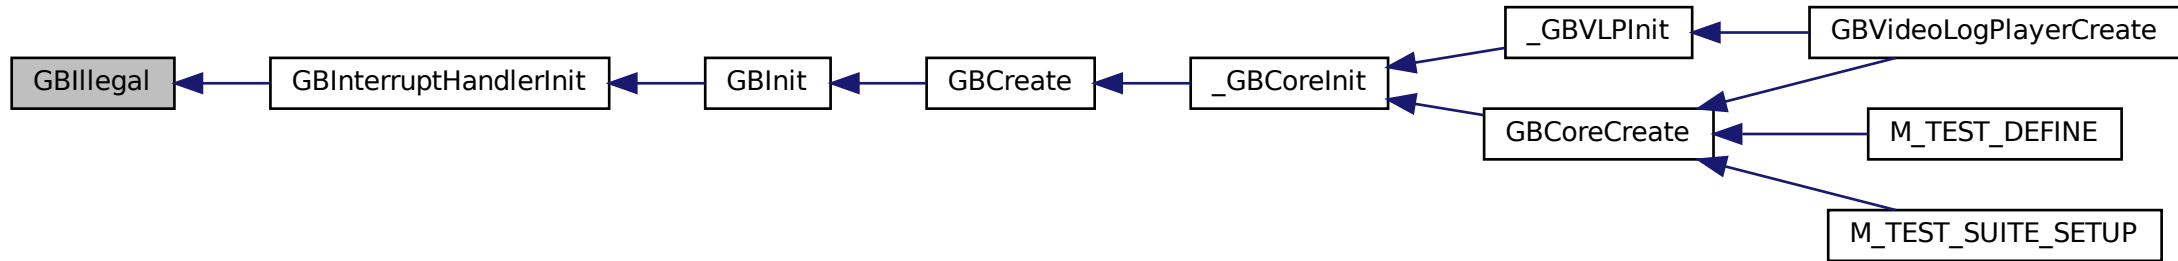 GBIllegal
GBInterruptHandlerInit
GBInit
GBCreate
_GBCoreInit
_GBVLPInit
GBVideoLogPlayerCreate
GBCoreCreate
M_TEST_DEFINE
M_TEST_SUITE_SETUP